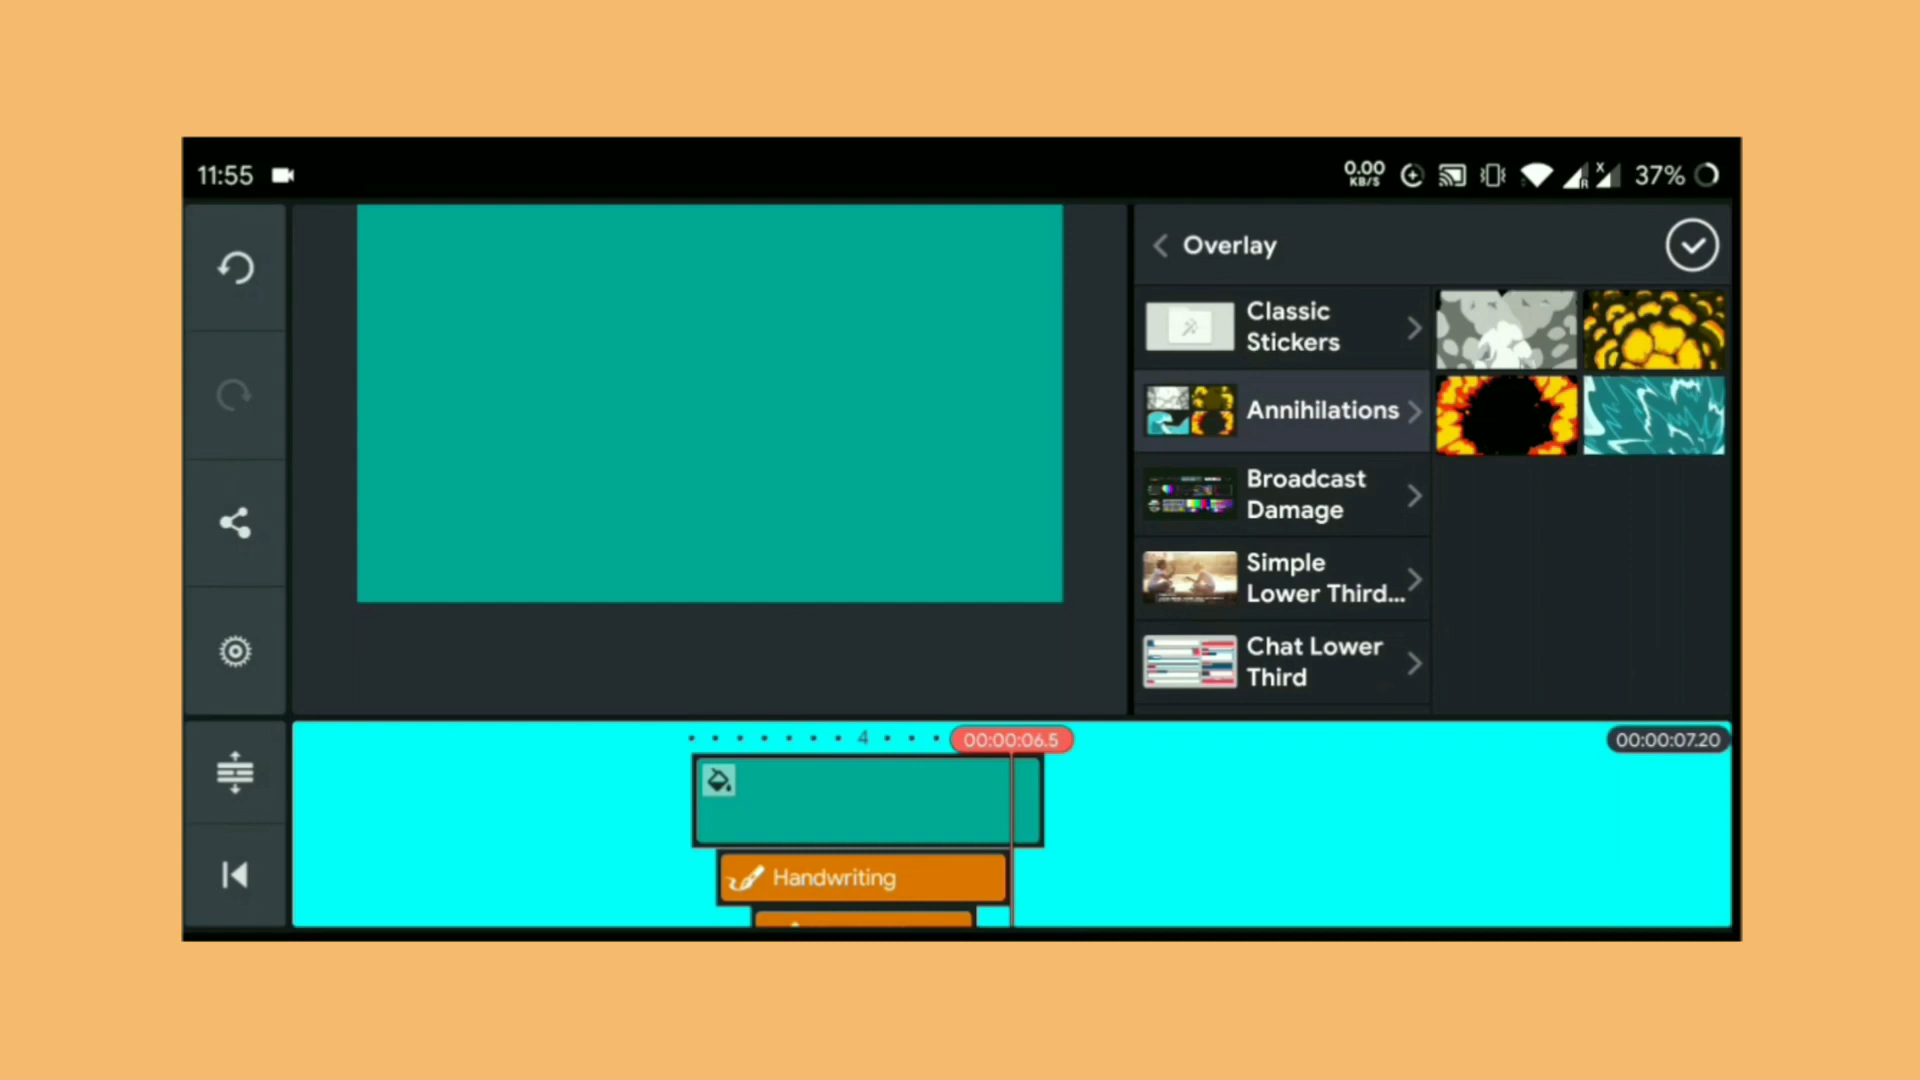 11:55
0.00
KB/S
R
X
37%
Overlay
Classic
Stickers
Annihilations
Broadcast
Damage
Simple
Lower Third...
Chat Lower
Third
4
00:00:06.5
00:00:07.20
Handwriting